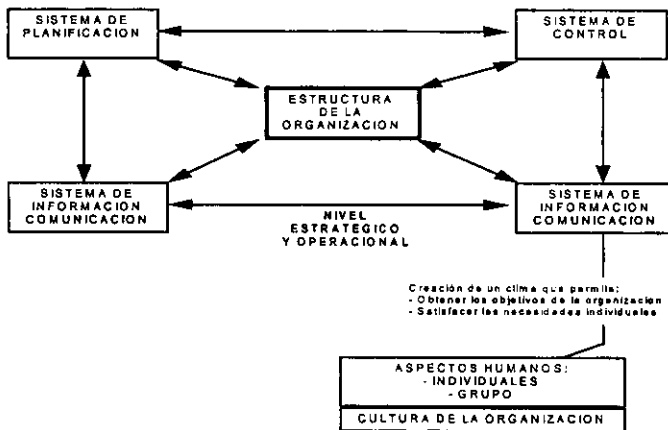 SISTEMA DE
PLANIFICACION
SISTEMA DE
CONTROL
ESTRUCTURA
DE LA
ORGANIZACION
SISTEMA DE
INFORMACION
COMUNICACION
NIVEL
ESTRATEGICO
Y OPERACIONAL
SISTEMA DE
INFORMACION
COMUNICACION
Creación de un clima que permita:
- Obtener los objetivos de la organización
- Satisfacer las necesidades individuales
ASPECTOS HUMANOS:
- INDIVIDUALES
- GRUPO
CULTURA DE LA ORGANIZACION